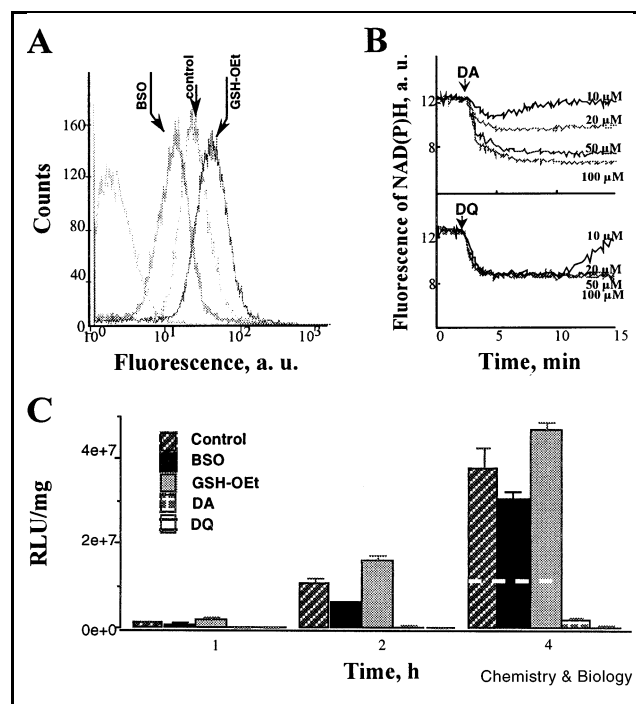 A
BSO
control
GSH-OEt
Counts
160
120
80
40
0
10⁰ 10¹ 10² 10³
Fluorescence, a. u.
B
Fluorescence of NAD(P)H, a. u.
DA
12
8
10 µM
20 µM
50 µM
100 µM
DQ
12
8
10 µM
20 µM
50 µM
100 µM
0 5 10 15
Time, min
C
RLU/mg
4e+7
2e+7
0e+0
Control
BSO
GSH-OEt
DA
DQ
1 2 4
Time, h
Chemistry & Biology